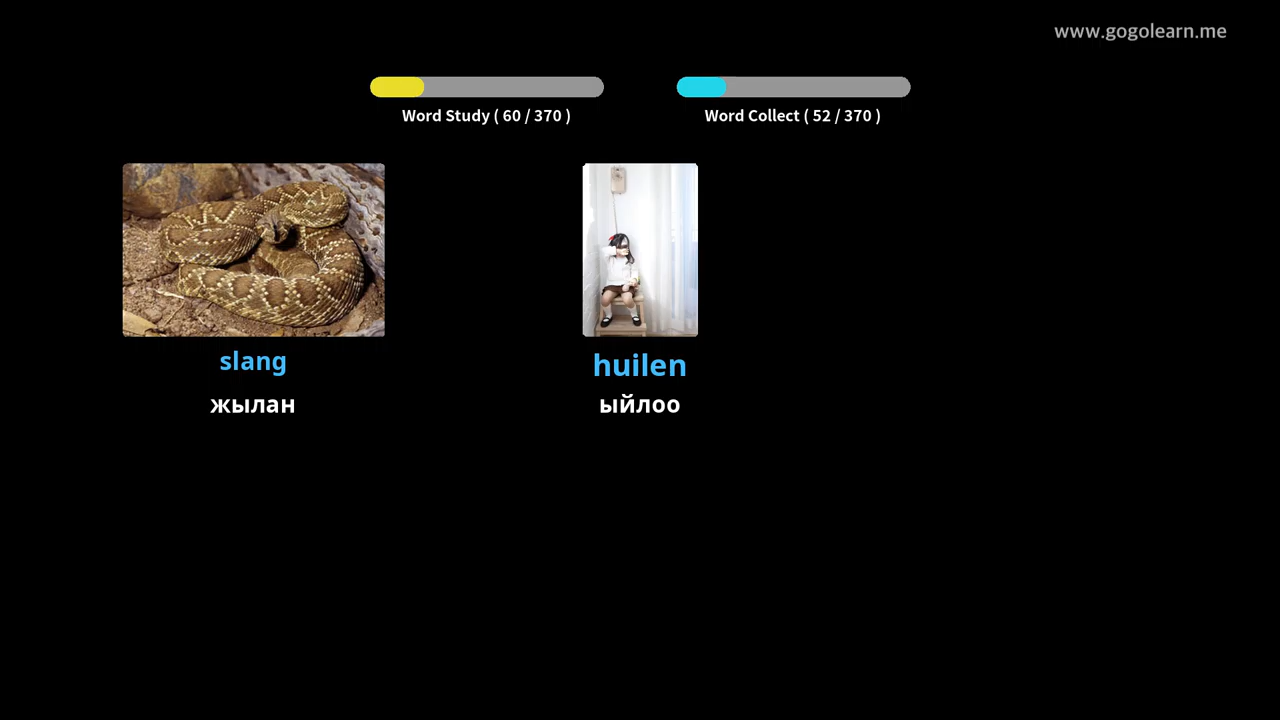 www.gogolearn.me
Word Study ( 60 / 370 )
Word Collect ( 52 / 370 )
slang
huilen
жылан
ыйлоо